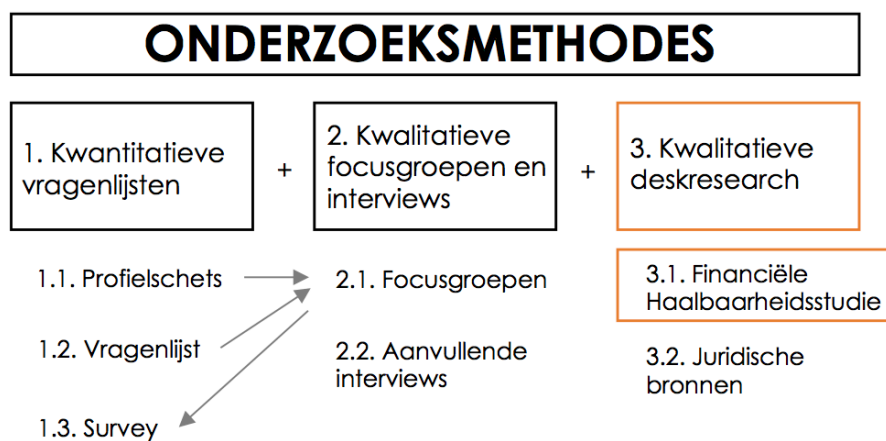 ONDERZOEKSMETHODES
1. Kwantitatieve
vragenlijsten
+
2. Kwalitatieve
focusgroepen en
interviews
+
3. Kwalitatieve
deskresearch
1.1. Profielschets
1.2. Vragenlijst
1.3. Survey
2.1. Focusgroepen
2.2. Aanvullende
interviews
3.1. Financiële
Haalbaarheidsstudie
3.2. Juridische
bronnen